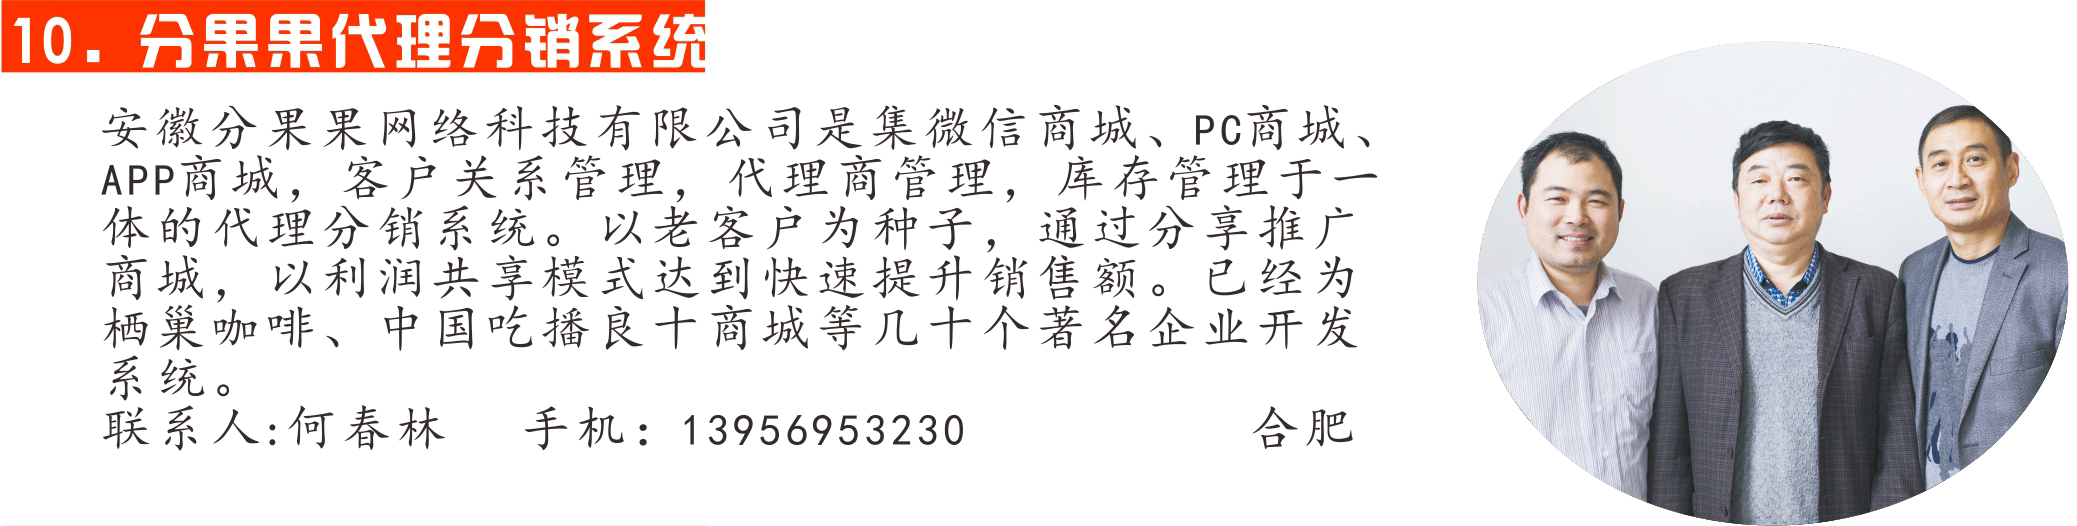 10. 分果果代理分销系统
安徽分果果网络科技有限公司是集微信商城、PC商城、
APP商城，客户关系管理，代理商管理，库存管理于一
体的代理分销系统。以老客户为种子，通过分享推广
商城，以利润共享模式达到快速提升销售额。已经为
栖巢咖啡、中国吃播良十商城等几十个著名企业开发
系统。
联系人:何春林 手机：13956953230 合肥